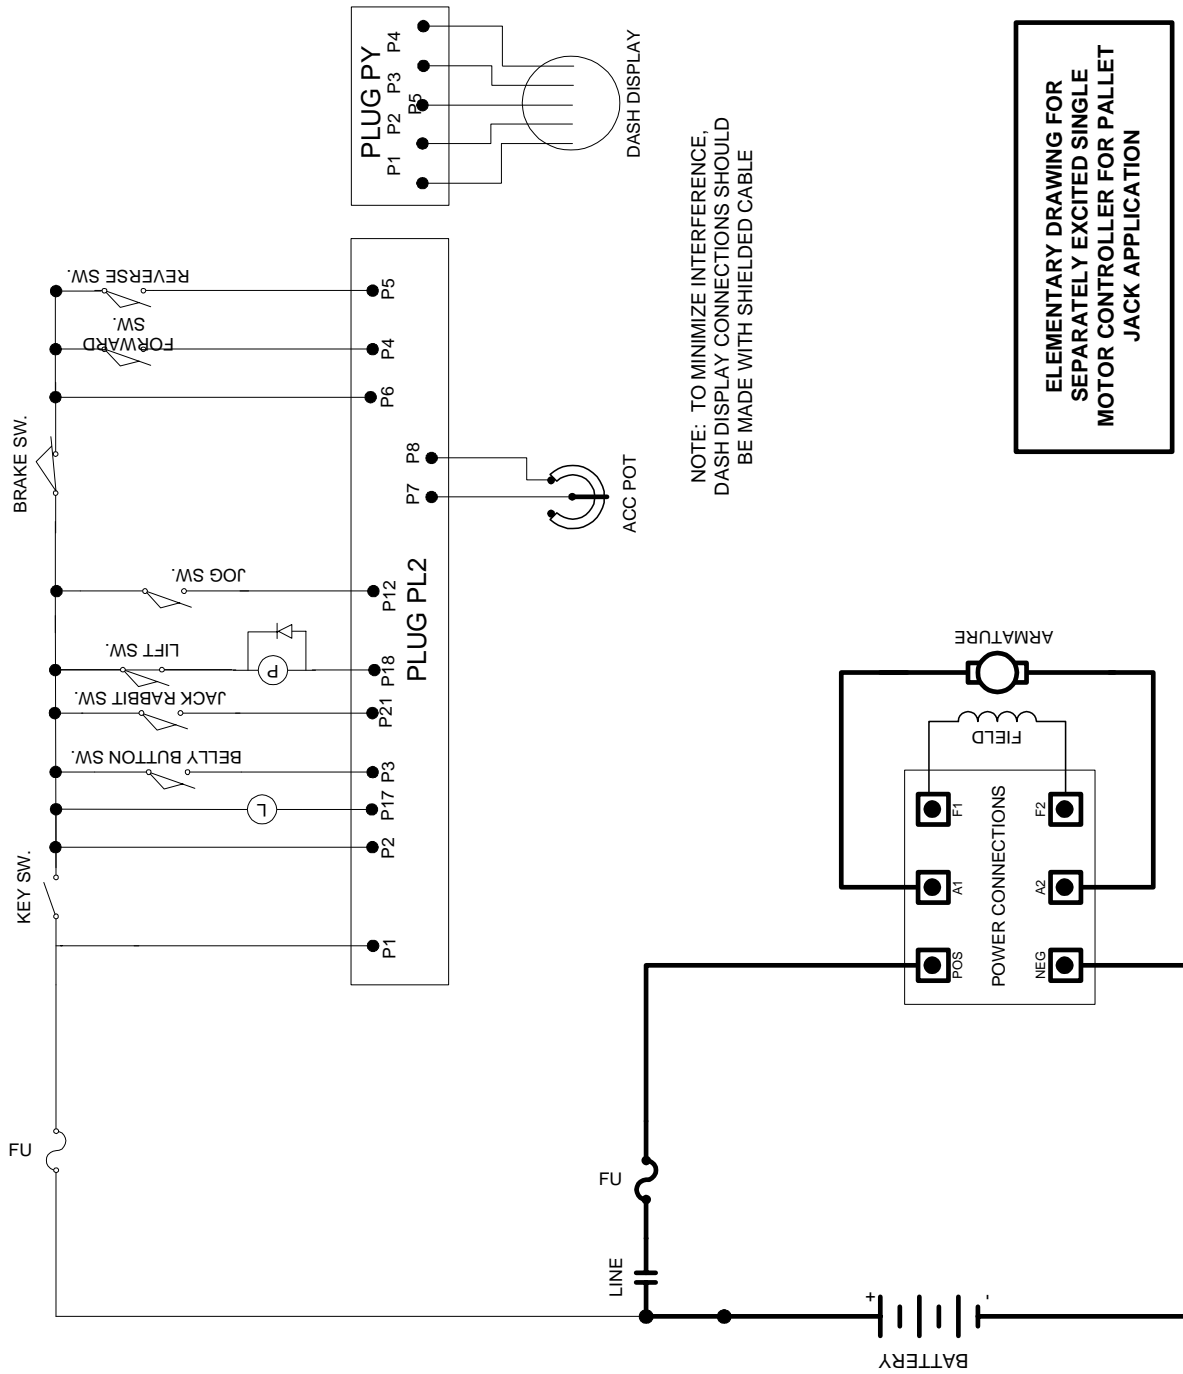 PLUG PY
P1
P2
P5
P3
P4
DASH DISPLAY
NOTE: TO MINIMIZE INTERFERENCE,
DASH DISPLAY CONNECTIONS SHOULD
BE MADE WITH SHIELDED CABLE
ELEMENTARY DRAWING FOR
SEPARATELY EXCITED SINGLE
MOTOR CONTROLLER FOR PALLET
JACK APPLICATION
FU
KEY SW.
BRAKE SW.
BELLY BUTTON SW.
JACK RABBIT SW.
LIFT SW.
JOG SW.
FORWARD
SW.
REVERSE SW.
L
P
P1
P2
P17
P3
P21
P18
P12
P6
P4
P5
PLUG PL2
P7
P8
ACC POT
LINE
FU
BATTERY
+
-
POS
NEG
A1
A2
F1
F2
POWER CONNECTIONS
FIELD
ARMATURE